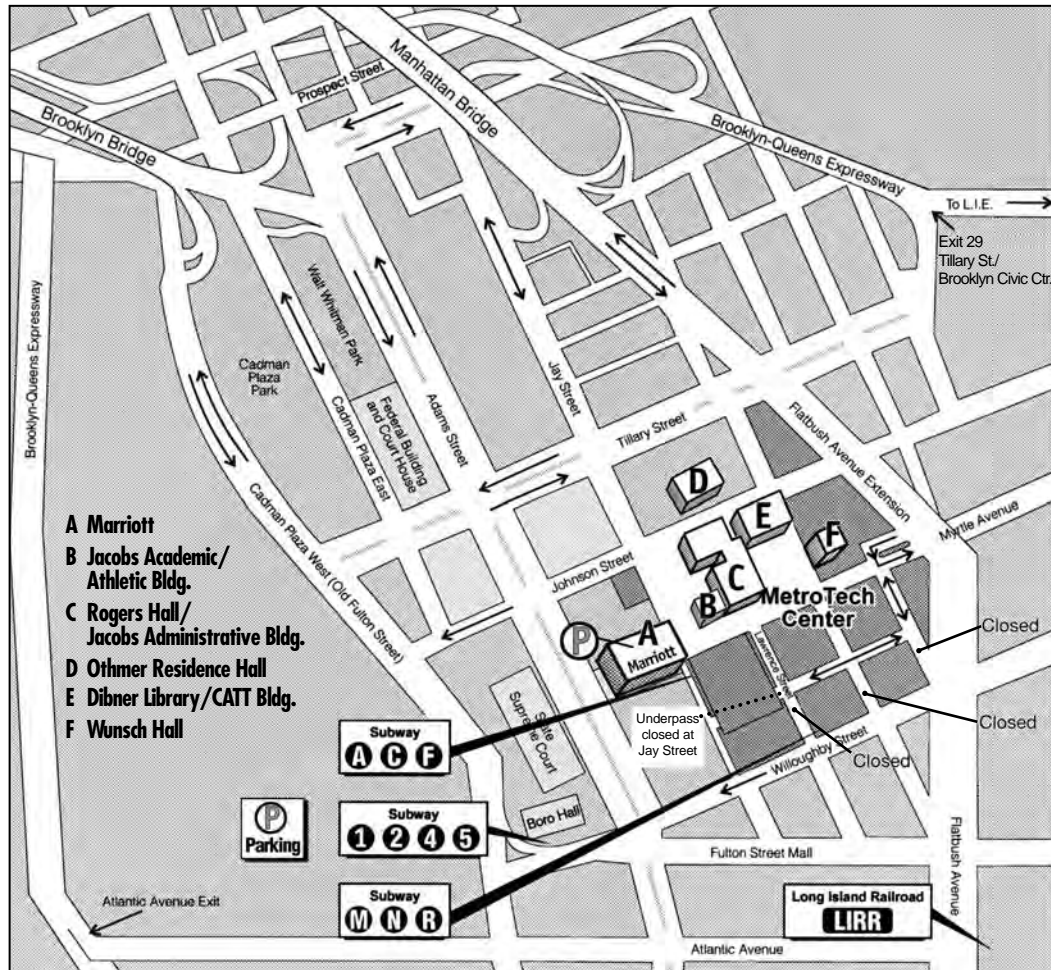 Prospect Street
Manhattan Bridge
Brooklyn Bridge
Brooklyn-Queens Expressway
To L.I.E.
Exit 29
Tillary St./
Brooklyn Civic Ctr.
Walt Whitman Park
Cadman
Plaza
Park
Brooklyn-Queens Expressway
Federal Building
and Court House
Cadman Plaza East
Adams Street
Jay Street
Tillary Street
Flatbush Avenue Extension
Myrtle Avenue
Cadman Plaza West (Old Fulton Street)
Johnson Street
A Marriott
B Jacobs Academic/
Athletic Bldg.
C Rogers Hall/
Jacobs Administrative Bldg.
D Othmer Residence Hall
E Dibner Library/CATT Bldg.
F Wunsch Hall
D
E
F
C
B
MetroTech
Center
P
A
Marriott
Lawrence Street
Closed
Closed
Closed
Underpass
closed at
Jay Street
Willoughby Street
State
Supreme Court
Boro Hall
Subway
A C F
P
Parking
Subway
1 2 4 5
Fulton Street Mall
Flatbush Avenue
Subway
M N R
Long Island Railroad
LIRR
Atlantic Avenue Exit
Atlantic Avenue